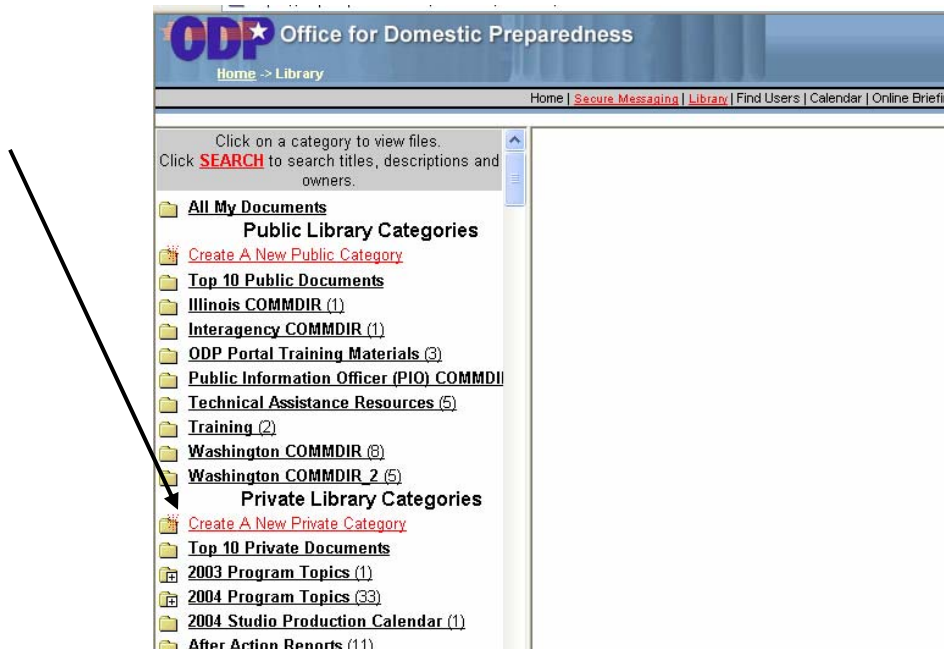 ODP Office for Domestic Preparedness
Home -> Library
Home | Secure Messaging | Library | Find Users | Calendar | Online Briefi
Click on a category to view files.
Click SEARCH to search titles, descriptions and
owners.
All My Documents
Public Library Categories
Create A New Public Category
Top 10 Public Documents
Illinois COMMDIR (1)
Interagency COMMDIR (1)
ODP Portal Training Materials (3)
Public Information Officer (PIO) COMMDI
Technical Assistance Resources (5)
Training (2)
Washington COMMDIR (8)
Washington COMMDIR_2 (5)
Private Library Categories
Create A New Private Category
Top 10 Private Documents
2003 Program Topics (1)
2004 Program Topics (33)
2004 Studio Production Calendar (1)
After Action Reports (11)